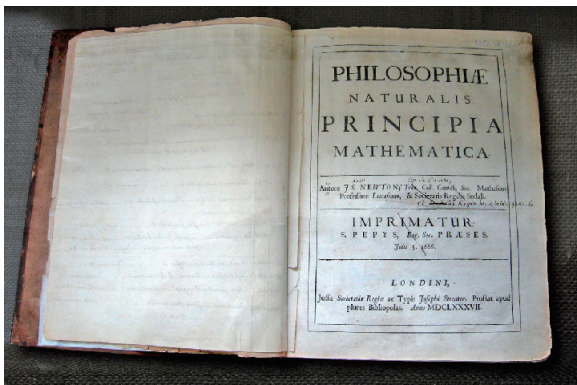 PHILOSOPHIÆ
NATURALIS
PRINCIPIA
MATHEMATICA.
Autore JS. NEWTON, Trin. Coll. Cantab. Soc. Matheseos
Professore Lucasiano, & Societatis Regalis Sodali.
IMPRIMATUR.
S. PEPYS, Reg. Soc. PRÆSES.
Julii 5. 1686.
LONDINI,
Jussu Societatis Regiæ ac Typis Josephi Streater. Prostat apud
plures Bibliopolas. Anno MDCLXXXVII.